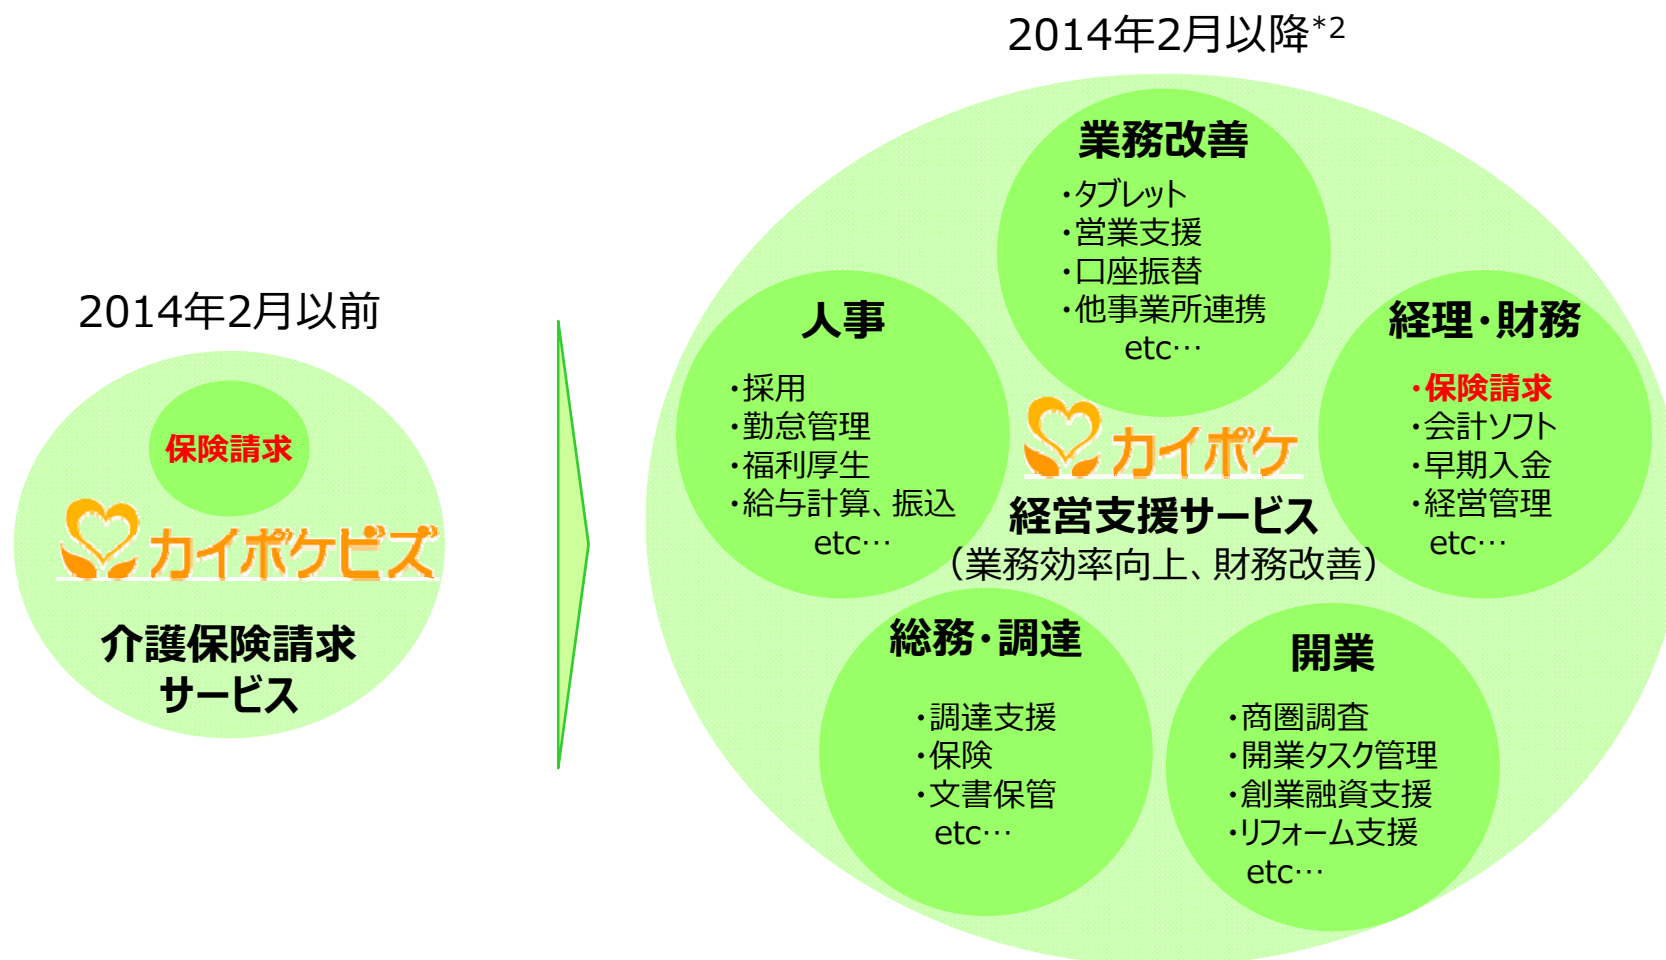 2014年2月以前
保険請求
カイポケビズ
介護保険請求
サービス
2014年2月以降*2
業務改善
・タブレット
・営業支援
・口座振替
・他事業所連携
etc…
人事
・採用
・勤怠管理
・福利厚生
・給与計算、振込
etc…
カイポケ
経営支援サービス
（業務効率向上、財務改善）
経理・財務
・保険請求
・会計ソフト
・早期入金
・経営管理
etc…
総務・調達
・調達支援
・保険
・文書保管
etc…
開業
・商圏調査
・開業タスク管理
・創業融資支援
・リフォーム支援
etc…